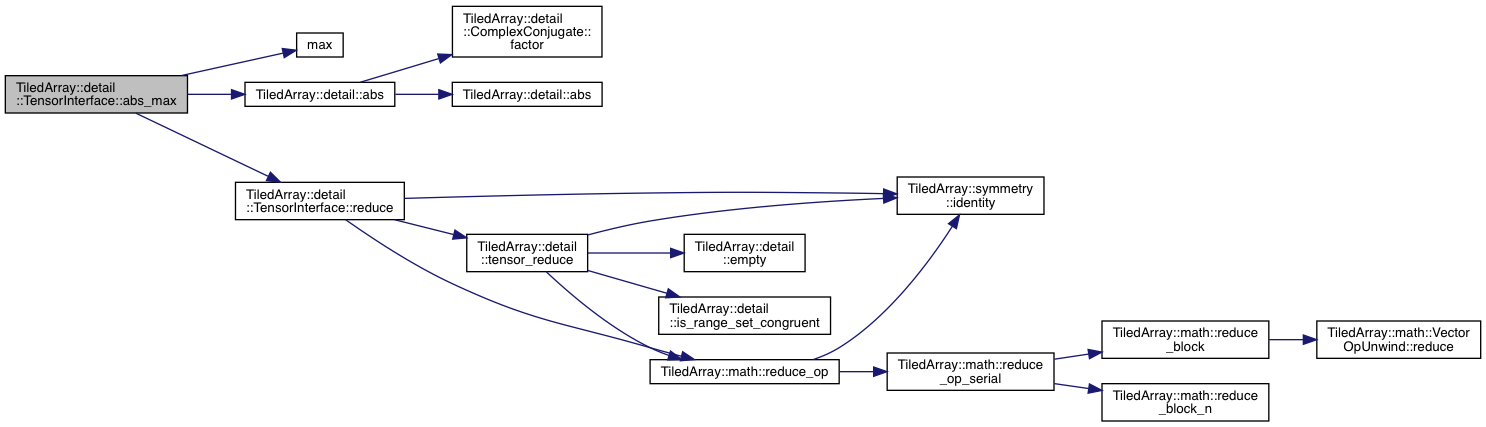 TiledArray::detail
::TensorInterface::abs_max
max
TiledArray::detail::abs
TiledArray::detail
::ComplexConjugate::
factor
TiledArray::detail::abs
TiledArray::detail
::TensorInterface::reduce
TiledArray::detail
::tensor_reduce
TiledArray::symmetry
::identity
TiledArray::detail
::empty
TiledArray::detail
::is_range_set_congruent
TiledArray::math::reduce_op
TiledArray::math::reduce
_op_serial
TiledArray::math::reduce
_block
TiledArray::math::Vector
OpUnwind::reduce
TiledArray::math::reduce
_block_n